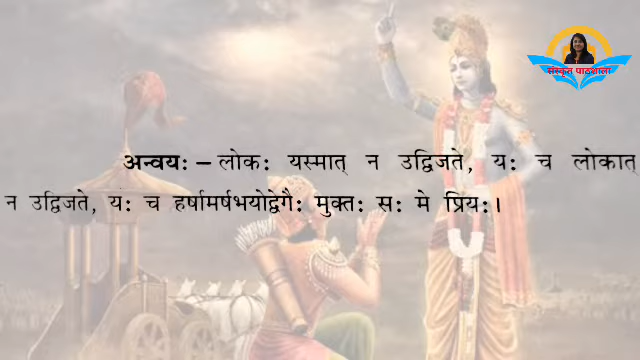 संस्कृत पाठशाला
अन्वय: – लोक: यस्मात् न उद्विजते, य: च लोकात्
न उद्विजते, य: च हर्षामर्षभयोद्वेगै: मुक्त: स: मे प्रिय:।